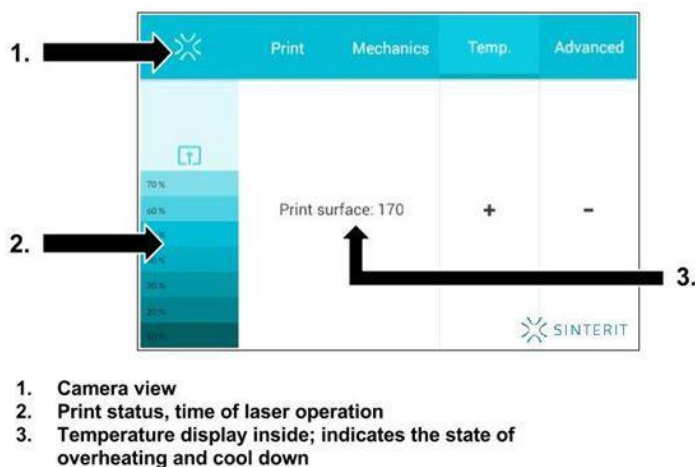 1.
Print Mechanics Temp. Advanced
70 %
60 %
Print surface: 170 + -
2.
30 %
20 %
3.
SINTERIT
1. Camera view
2. Print status, time of laser operation
3. Temperature display inside; indicates the state of
overheating and cool down